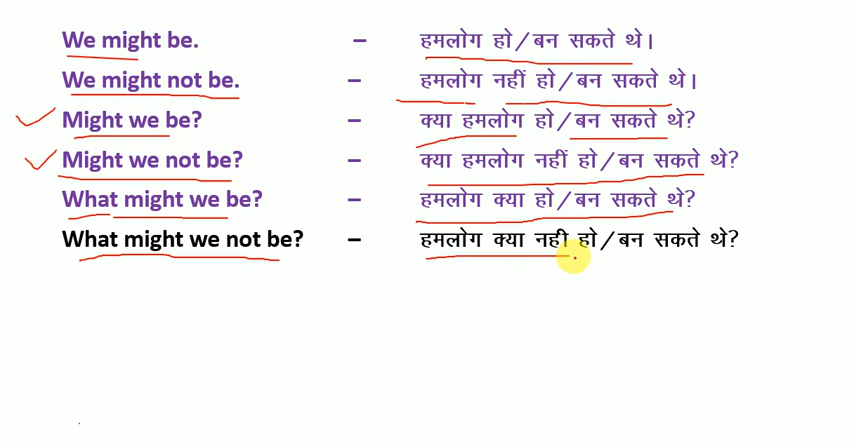 We might be. – हमलोग हो/बन सकते थे।
We might not be. – हमलोग नहीं हो/बन सकते थे।
Might we be? – क्या हमलोग हो/बन सकते थे?
Might we not be? – क्या हमलोग नहीं हो/बन सकते थे?
What might we be? – हमलोग क्या हो/बन सकते थे?
What might we not be? – हमलोग क्या नही हो/बन सकते थे?